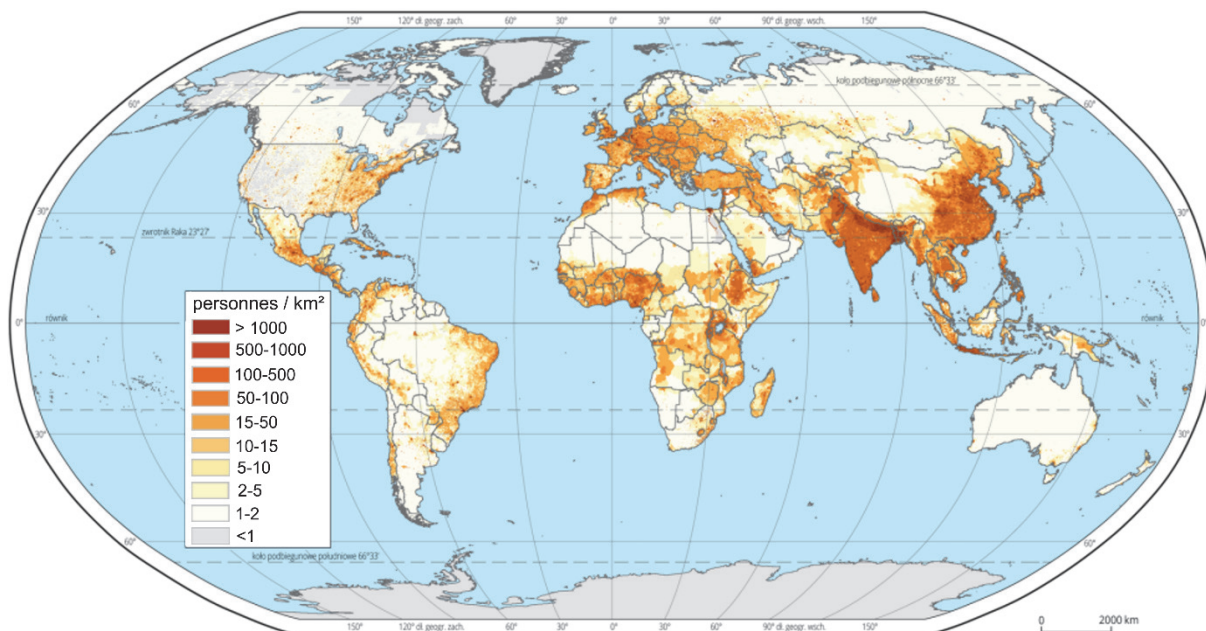 150° 120° dł. geogr. zach. 60° 30° 0° 30° 60° 90° dł. geogr. wsch. 150°
koło podbiegunowe północne 66°33'
60° 60°
30° 30°
zwrotnik Raka 23°27'
personnes / km²
> 1000
500-1000
100-500
50-100
15-50
10-15
5-10
2-5
1-2
<1
0° równik równik 0°
30° 30°
koło podbiegunowe południowe 66°33'
60° 60°
150° 120° dł. geogr. zach. 60° 30° 0° 30° 60° 90° dł. geogr. wsch. 150°
0 2000 km